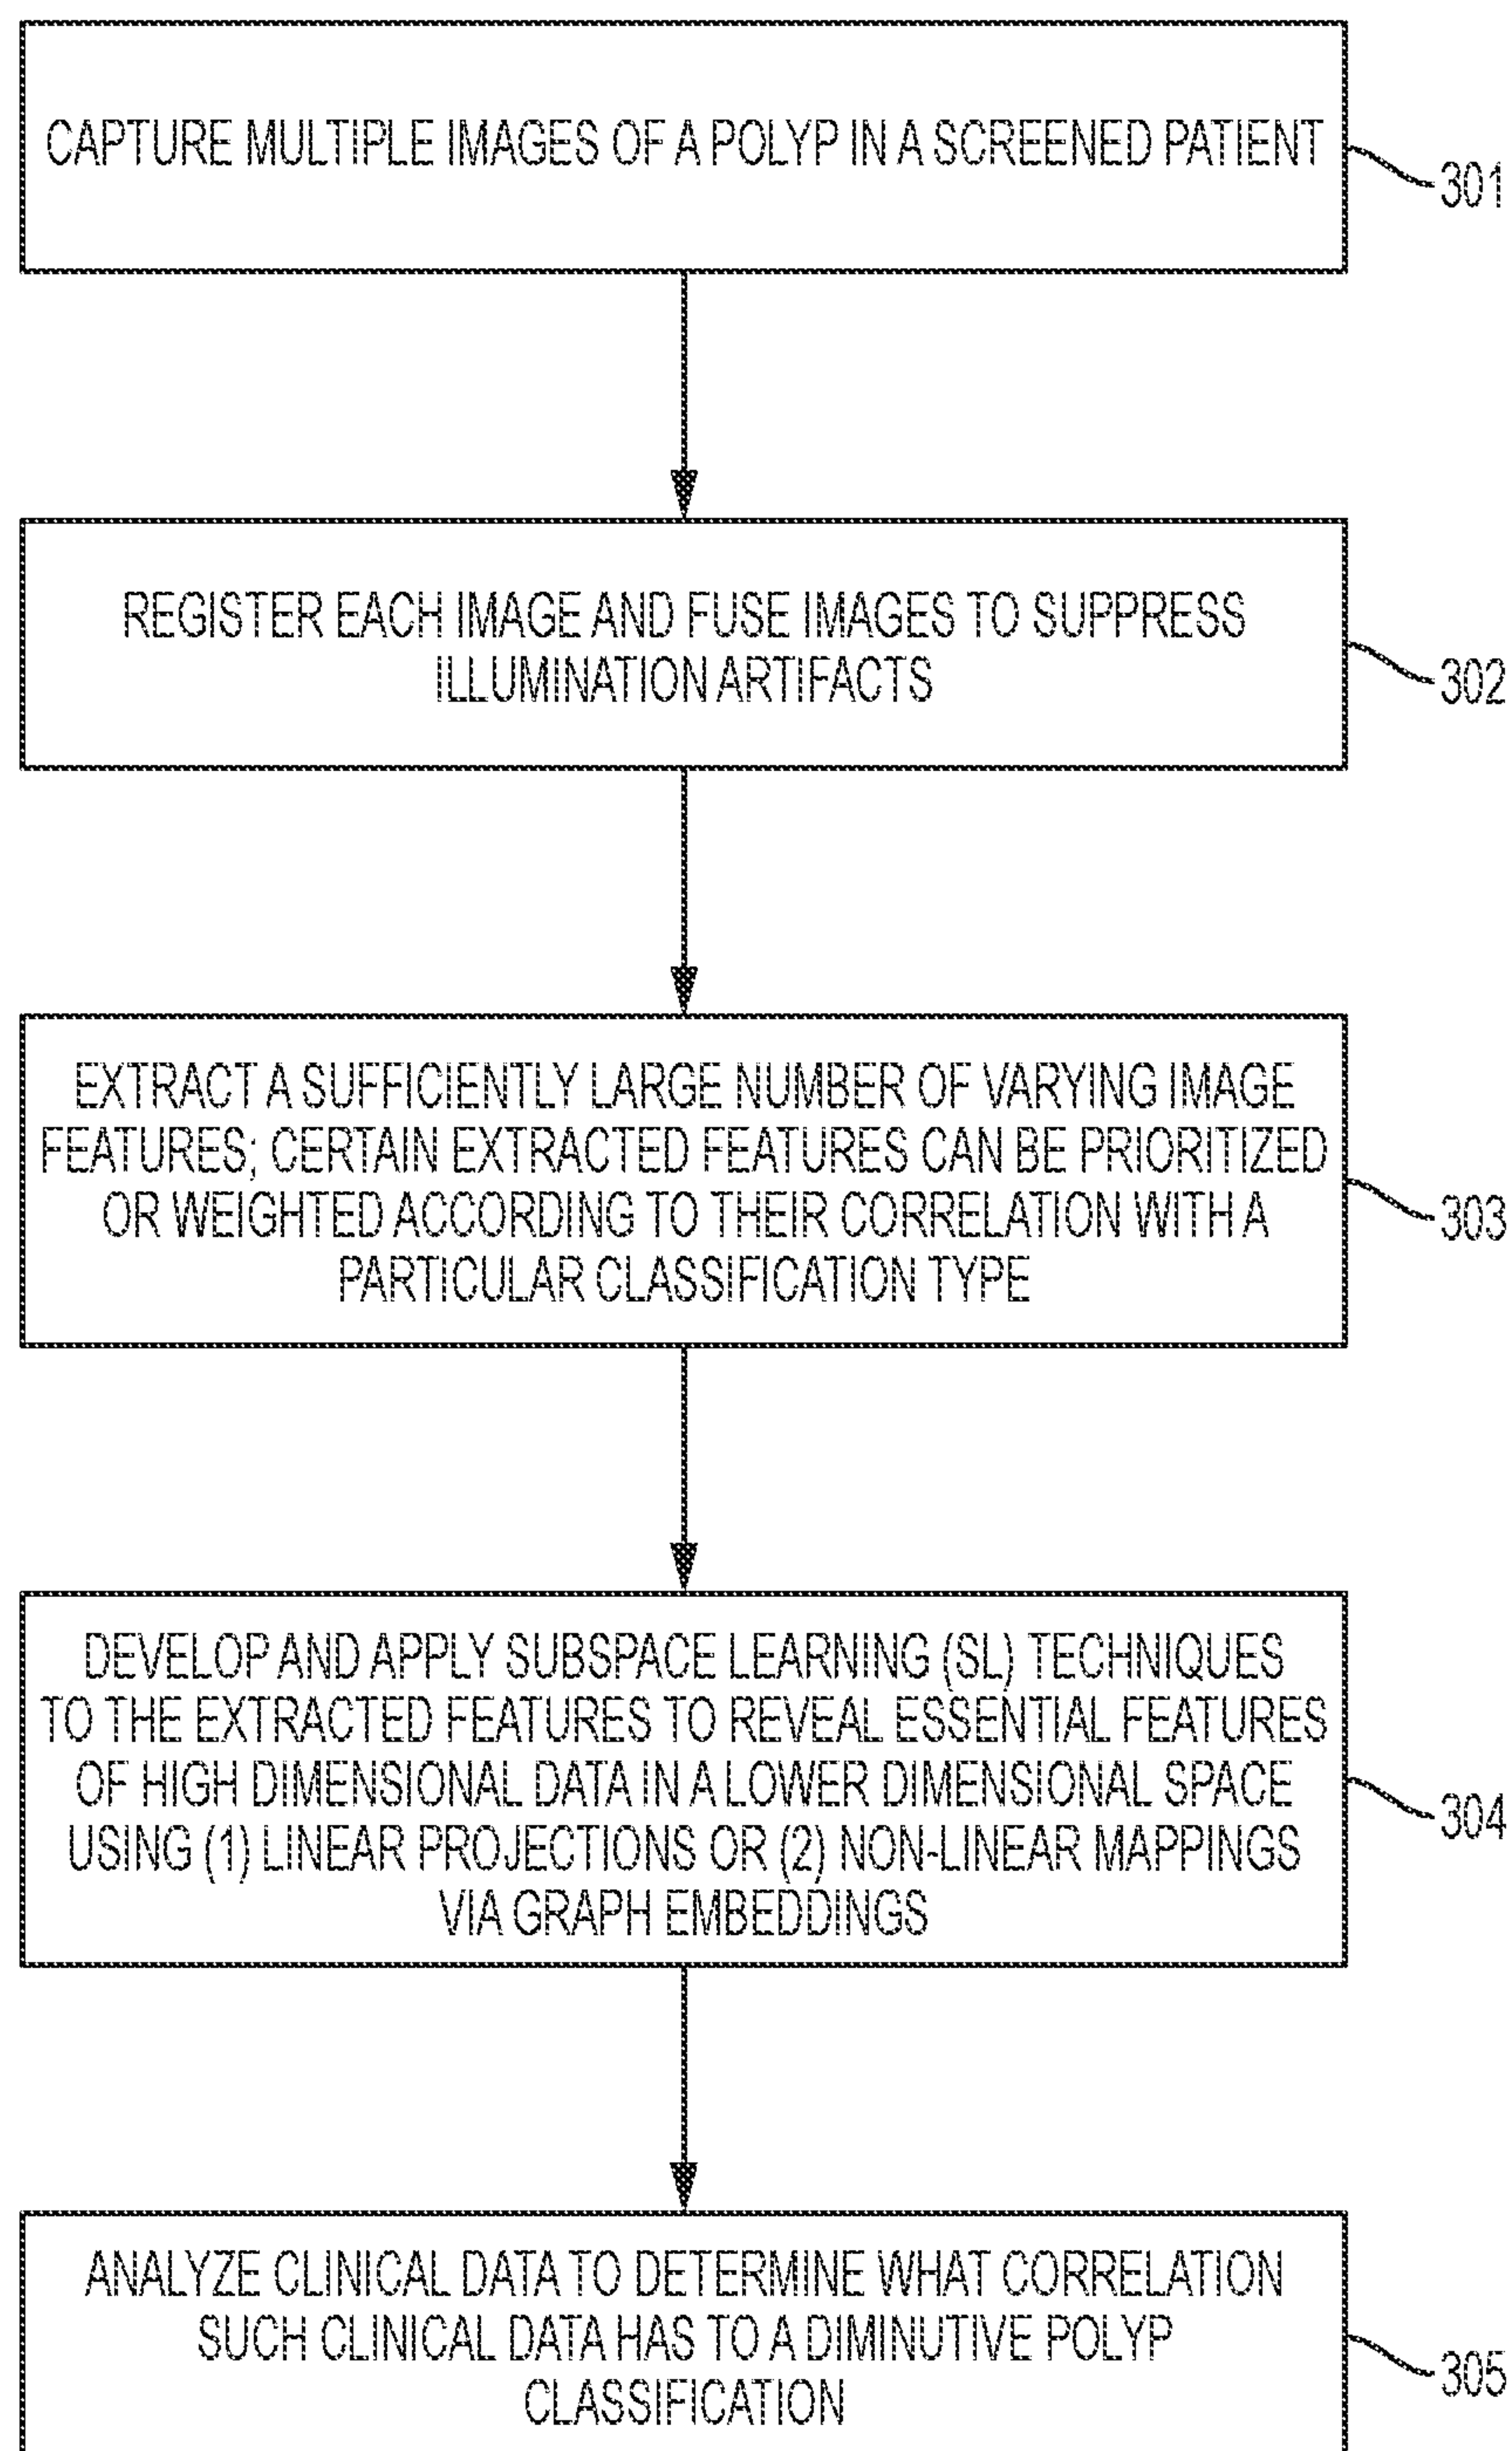 CAPTURE MULTIPLE IMAGES OF A POLYP IN A SCREENED PATIENT
301
REGISTER EACH IMAGE AND FUSE IMAGES TO SUPPRESS
ILLUMINATION ARTIFACTS
302
EXTRACT A SUFFICIENTLY LARGE NUMBER OF VARYING IMAGE
FEATURES; CERTAIN EXTRACTED FEATURES CAN BE PRIORITIZED
OR WEIGHTED ACCORDING TO THEIR CORRELATION WITH A
PARTICULAR CLASSIFICATION TYPE
303
DEVELOP AND APPLY SUBSPACE LEARNING (SL) TECHNIQUES
TO THE EXTRACTED FEATURES TO REVEAL ESSENTIAL FEATURES
OF HIGH DIMENSIONAL DATA IN A LOWER DIMENSIONAL SPACE
USING (1) LINEAR PROJECTIONS OR (2) NON-LINEAR MAPPINGS
VIA GRAPH EMBEDDINGS
304
ANALYZE CLINICAL DATA TO DETERMINE WHAT CORRELATION
SUCH CLINICAL DATA HAS TO A DIMINUTIVE POLYP
CLASSIFICATION
305